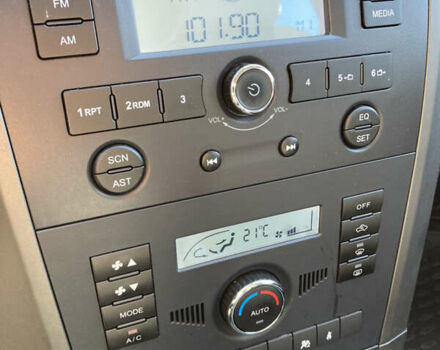 FM
101.90
MEDIA
AM
1 RPT
2 RDM
3
4
5
6
VOL+
VOL-
EQ
SET
SCN
AST
21°C
OFF
MODE
AUTO
A/C